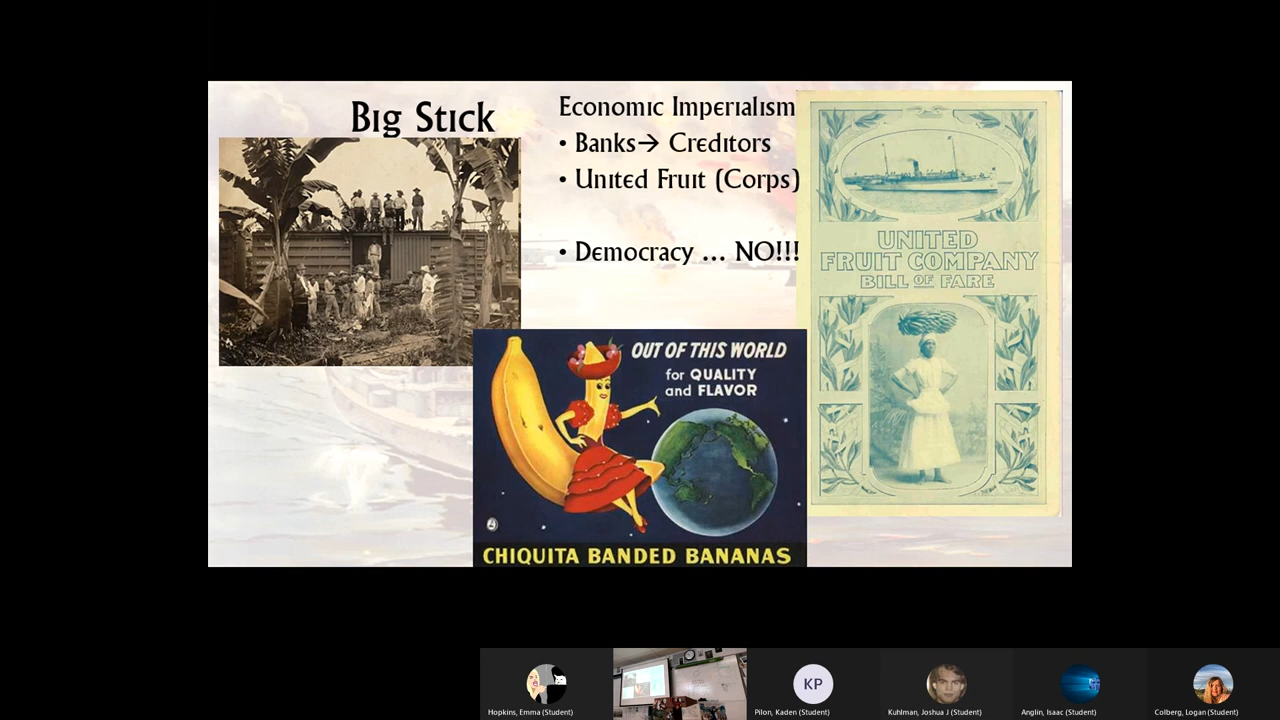 Big Stick
Economic Imperialism
• Banks→ Creditors
• United Fruit (Corps)
• Democracy ... NO!!!
UNITED
FRUIT COMPANY
BILL OF FARE
OUT OF THIS WORLD
for QUALITY
and FLAVOR
CHIQUITA BANDED BANANAS
Hopkins, Emma (Student)
KP
Pilon, Kaden (Student)
Kuhlman, Joshua J (Student)
Anglin, Isaac (Student)
Colberg, Logan (Student)